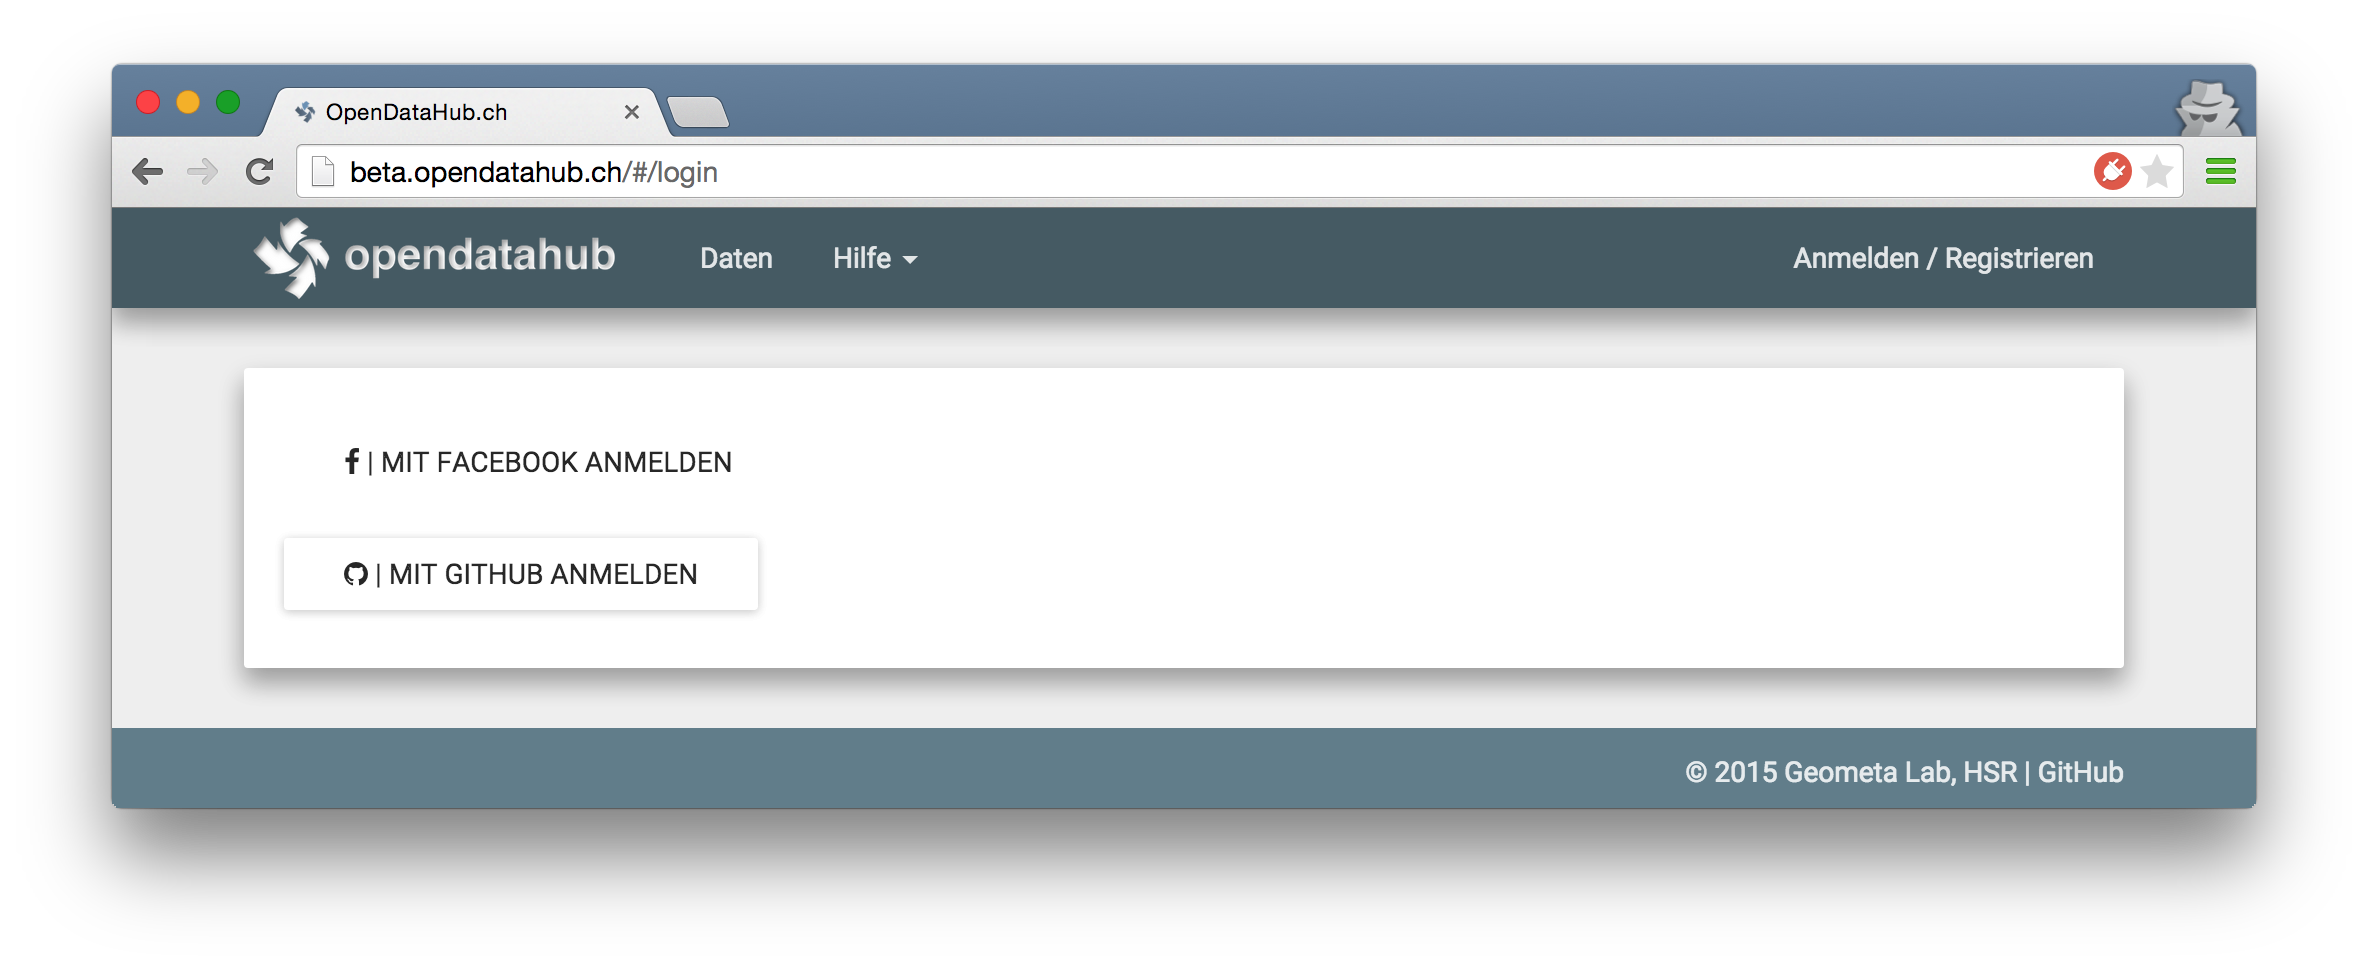 OpenDataHub.ch
beta.opendatahub.ch/#/login
opendatahub Daten Hilfe Anmelden / Registrieren
| MIT FACEBOOK ANMELDEN
| MIT GITHUB ANMELDEN
© 2015 Geometa Lab, HSR | GitHub